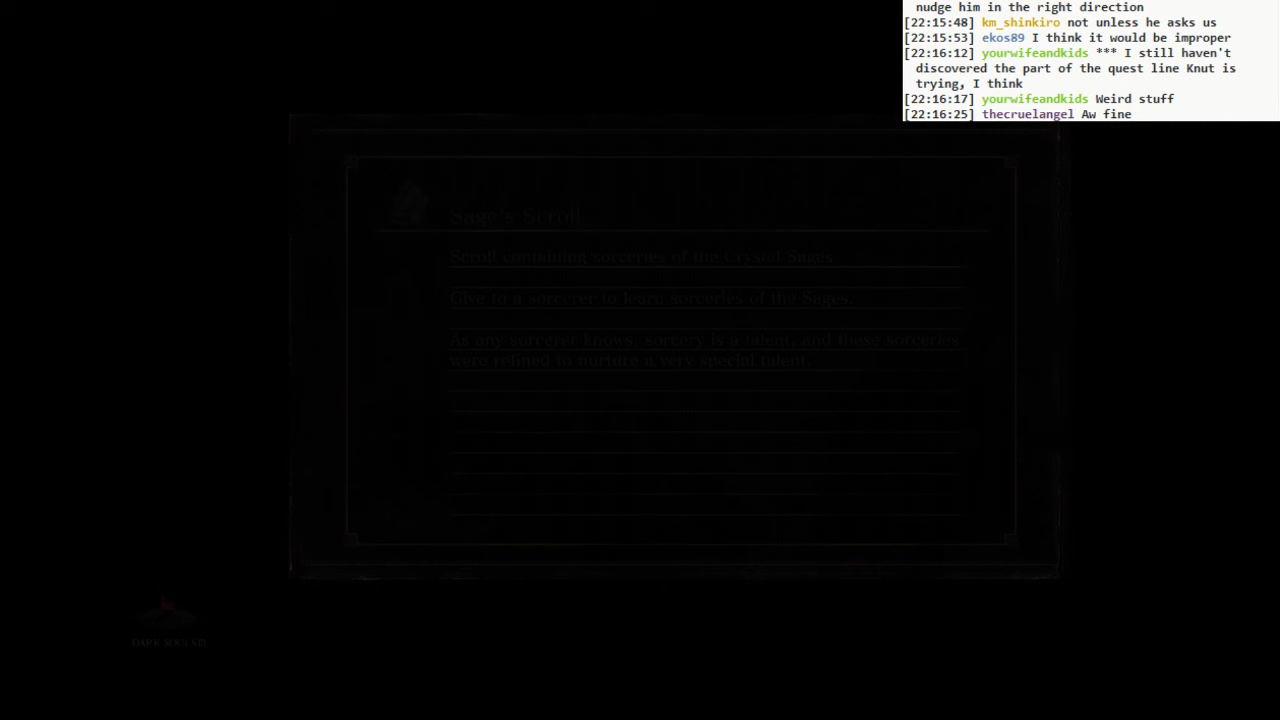 nudge him in the right direction
[22:15:48] km_shinkiro not unless he asks us
[22:15:53] ekos89 I think it would be improper
[22:16:12] yourwifeandkids *** I still haven't
discovered the part of the quest line Knut is
trying, I think
[22:16:17] yourwifeandkids Weird stuff
[22:16:25] thecruelangel Aw fine
Sage's Scroll
Scroll containing sorceries of the Crystal Sages.
Give to a sorcerer to learn sorceries of the Sages.
As any sorcerer knows, sorcery is a talent, and these sorceries
were refined to nurture a very special talent.
DARK SOULS III